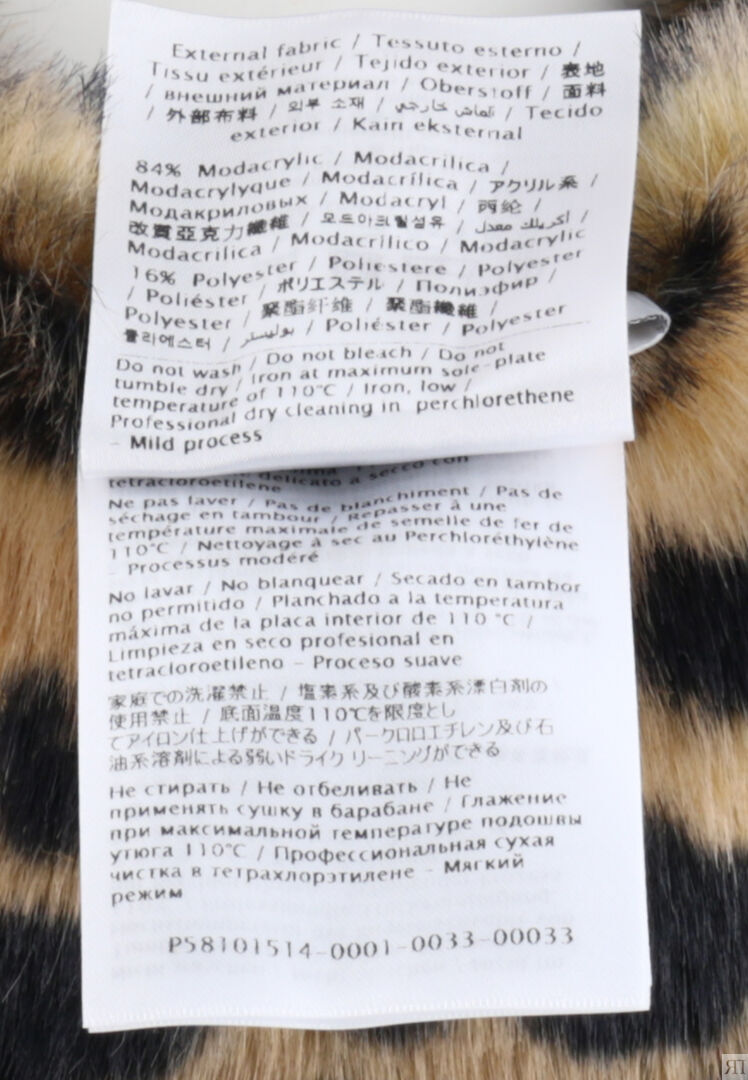 External fabric / Tessuto esterno /
Tissu extérieur / Tejido exterior / 表地
/ внешний материал / Oberstoff / 面料
/ 外部布料 / 외부 소재 / قماش خارجي / Tecido
exterior / Kain eksternal
84% Modacrylic / Modacrilica /
Modacrylyque / Modacrílica / アクリル系 /
Модакриловых / Modacryl / 丙纶 /
改質亞克力纖維 / 모드아크릴섬유 / أكريلك معدل /
Modacrilica / Modacrílico / Modacrylic
16% Polyester / Poliestere / Polyester
/ Poliéster / ポリエステル / Полиэфир /
Polyester / 聚酯纤维 / 聚酯纖維 /
폴리에스터 / بوليستر / Poliéster / Polyester
Do not wash / Do not bleach / Do not
tumble dry / Iron at maximum sole-plate
temperature of 110°C / Iron, low /
Professional dry cleaning in perchlorethene
- Mild process
delicato a secco con
tetracloroetilene
Ne pas laver / Pas de blanchiment / Pas de
séchage en tambour / Repasser à une
température maximale de semelle de fer de
110°C / Nettoyage à sec au Perchloréthylène
- Processus modéré
No lavar / No blanquear / Secado en tambor
no permitido / Planchado a la temperatura
máxima de la placa interior de 110 °C /
Limpieza en seco profesional en
tetracloroetileno - Proceso suave
家庭での洗濯禁止 / 塩素系及び酸素系漂白剤の
使用禁止 / 底面温度110℃を限度とし
てアイロン仕上げができる / パークロロエチレン及び石
油系溶剤による弱いドライク リーニングができる
Не стирать / Не отбеливать / Не
применять сушку в барабане / Глажение
при максимальной температуре подошвы
утюга 110°C / Профессиональная сухая
чистка в тетрахлорэтилене - Мягкий
режим
P58101514-0001-0033-00033